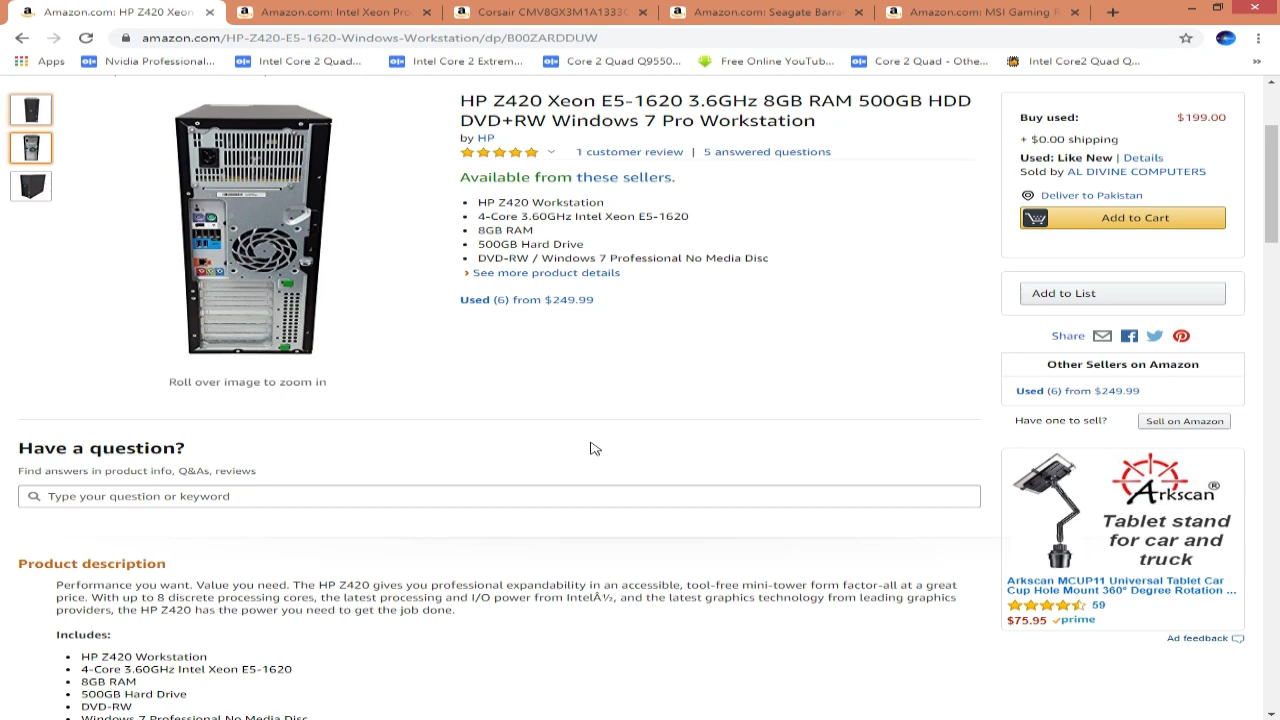 Amazon.com: HP Z420 Xeon
Amazon.com: Intel Xeon Pro
Corsair CMV8GX3M1A1333C
Amazon.com: Seagate Barra
Amazon.com: MSI Gaming R
amazon.com/HP-Z420-E5-1620-Windows-Workstation/dp/B00ZARDDUW
Apps
Nvidia Professional...
Intel Core 2 Quad...
Intel Core 2 Extrem...
Core 2 Quad Q9550...
Free Online YouTub...
Core 2 Quad - Othe...
Intel Core2 Quad Q...
HP Z420 Xeon E5-1620 3.6GHz 8GB RAM 500GB HDD
DVD+RW Windows 7 Pro Workstation
by HP
1 customer review | 5 answered questions
Available from these sellers.
• HP Z420 Workstation
• 4-Core 3.60GHz Intel Xeon E5-1620
• 8GB RAM
• 500GB Hard Drive
• DVD-RW / Windows 7 Professional No Media Disc
› See more product details
Used (6) from $249.99
Roll over image to zoom in
Buy used: $199.00
+ $0.00 shipping
Used: Like New | Details
Sold by AL DIVINE COMPUTERS
Deliver to Pakistan
Add to Cart
Add to List
Share
Other Sellers on Amazon
Used (6) from $249.99
Have one to sell? Sell on Amazon
Arkscan®
Tablet stand
for car and
truck
Arkscan MCUP11 Universal Tablet Car
Cup Hole Mount 360° Degree Rotation ...
59
$75.95 prime
Ad feedback
Have a question?
Find answers in product info, Q&As, reviews
Type your question or keyword
Product description
Performance you want. Value you need. The HP Z420 gives you professional expandability in an accessible, tool-free mini-tower form factor-all at a great
price. With up to 8 discrete processing cores, the latest processing and I/O power from IntelÂ½, and the latest graphics technology from leading graphics
providers, the HP Z420 has the power you need to get the job done.
Includes:
• HP Z420 Workstation
• 4-Core 3.60GHz Intel Xeon E5-1620
• 8GB RAM
• 500GB Hard Drive
• DVD-RW
• Windows 7 Professional No Media Disc